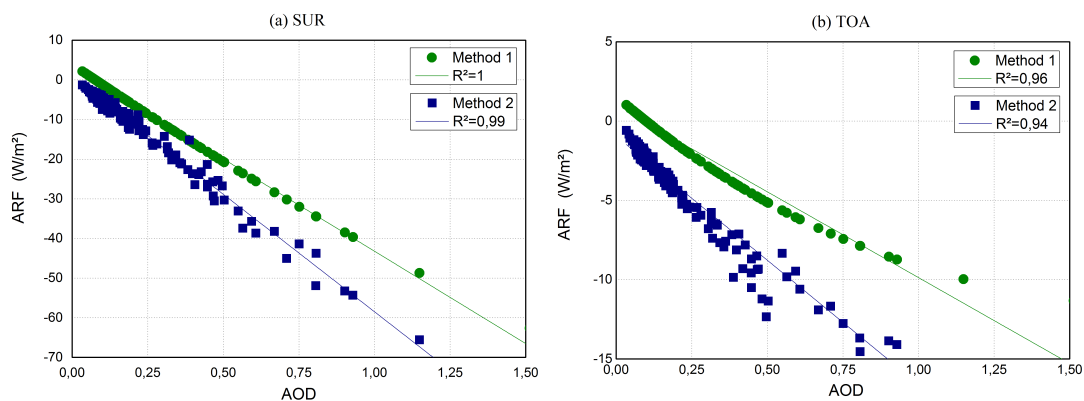 (a) SUR
10
0
-10
-20
-30
-40
-50
-60
-70
ARF (W/m²)
0,00 0,25 0,50 0,75 1,00 1,25 1,50
AOD
Method 1
R²=1
Method 2
R²=0,99
(b) TOA
5
0
-5
-10
-15
ARF (W/m²)
0,00 0,25 0,50 0,75 1,00 1,25 1,50
AOD
Method 1
R²=0,96
Method 2
R²=0,94